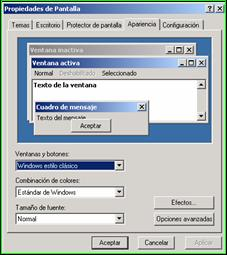 Propiedades de Pantalla
Temas Escritorio Protector de pantalla Apariencia Configuración
Ventana inactiva
Ventana activa
Normal Deshabilitado Seleccionado
Texto de la ventana
Cuadro de mensaje
Texto del mensaje
Aceptar
Ventanas y botones:
Windows estilo clásico
Combinación de colores:
Estándar de Windows
Tamaño de fuente:
Normal
Efectos...
Opciones avanzadas
Aceptar Cancelar Aplicar